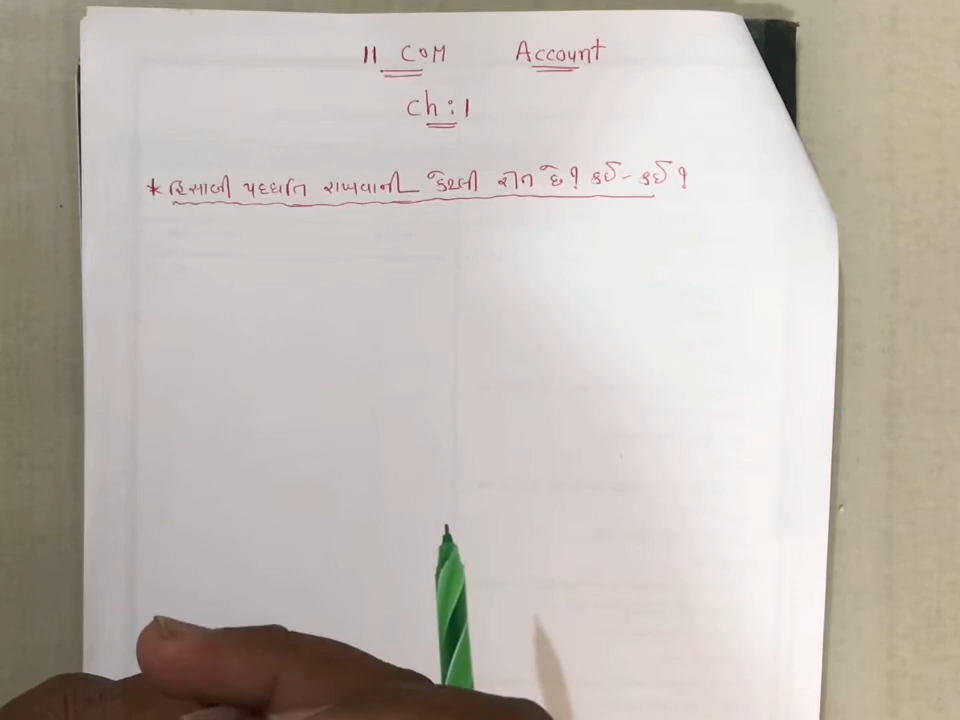 11 COM Account
Ch : 1
* હિસાબી પદ્ધતિ રાખવાની કેટલી રીત છે? કઈ - કઈ?